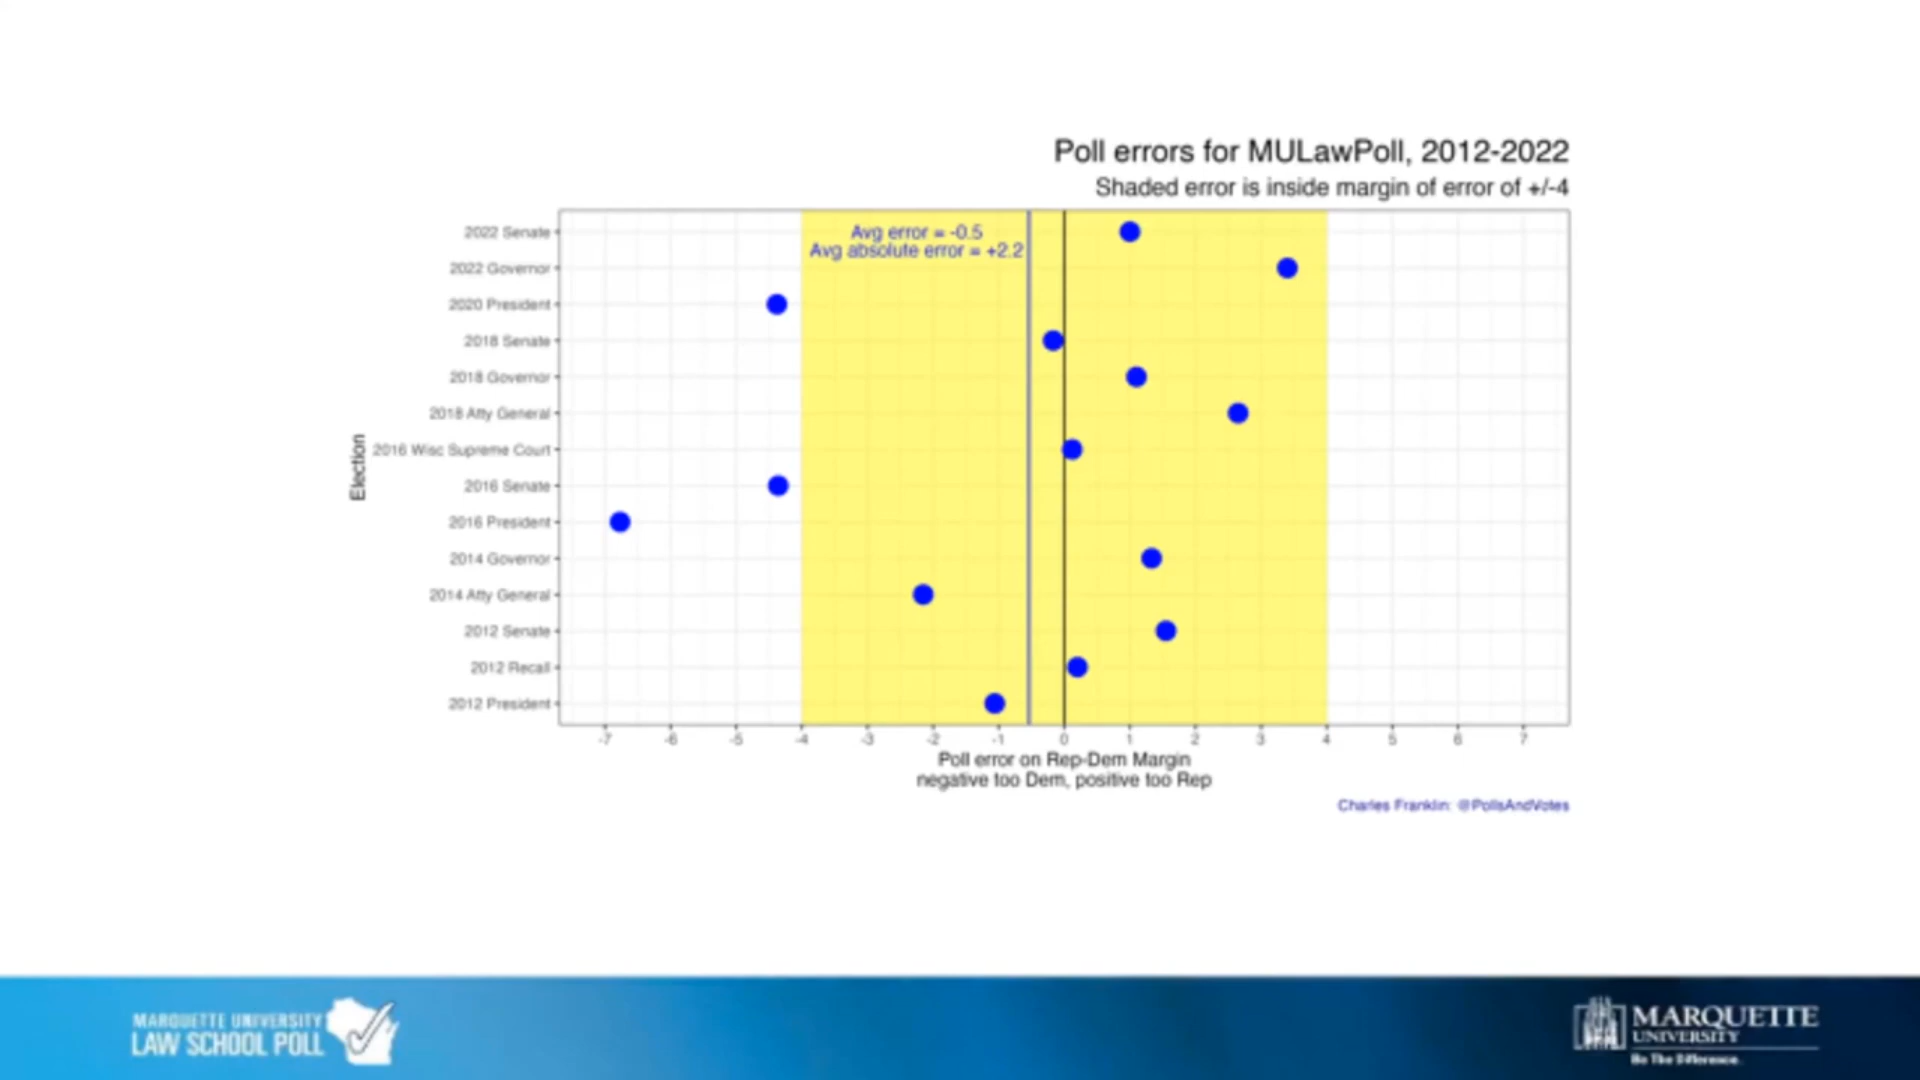 Poll errors for MULawPoll, 2012-2022
Shaded error is inside margin of error of +/-4
Avg error = -0.5
Avg absolute error = +2.2
Election
2022 Senate
2022 Governor
2020 President
2018 Senate
2018 Governor
2018 Atty General
2016 Wisc Supreme Court
2016 Senate
2016 President
2014 Governor
2014 Atty General
2012 Senate
2012 Recall
2012 President
-7 -6 -5 -4 -3 -2 -1 0 1 2 3 4 5 6 7
Poll error on Rep-Dem Margin
negative too Dem, positive too Rep
Charles Franklin: @PollsAndVotes
MARQUETTE UNIVERSITY
LAW SCHOOL POLL
MARQUETTE
UNIVERSITY
Be The Difference.